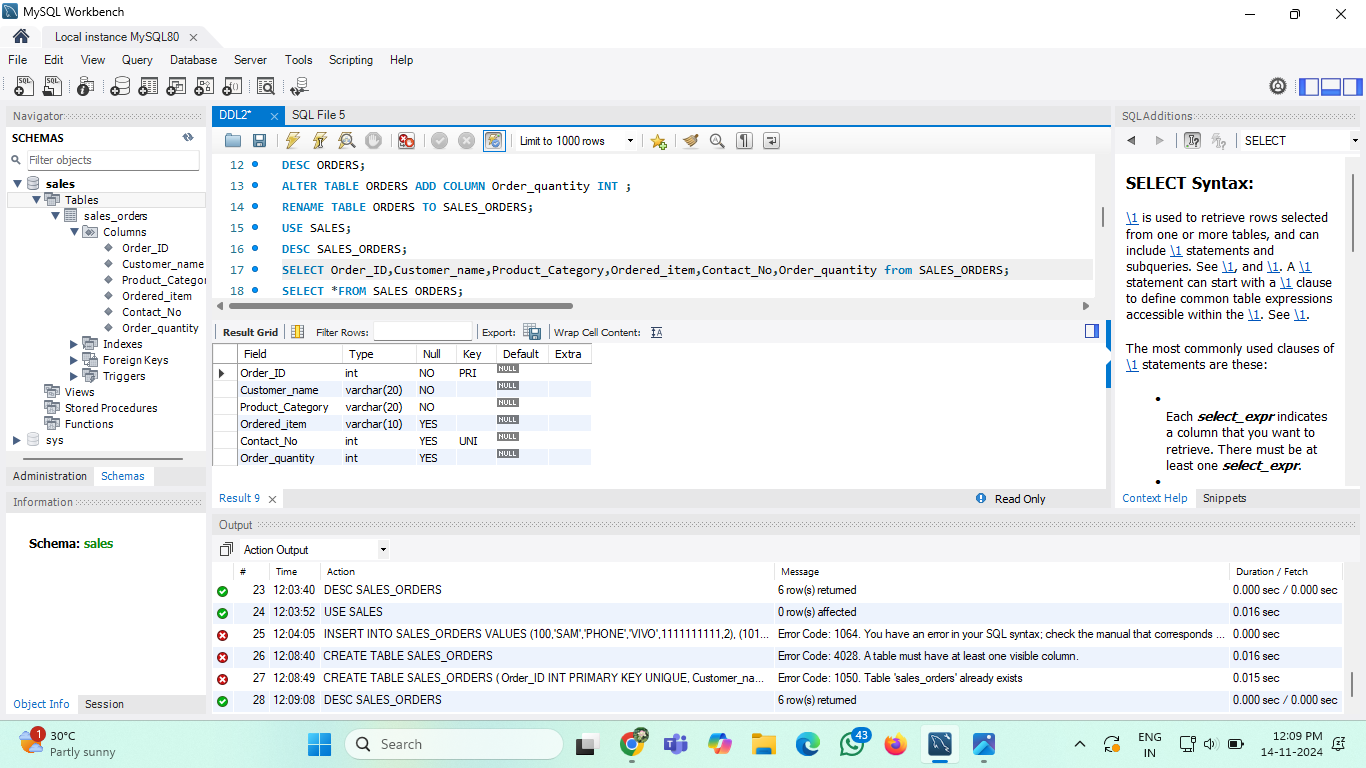 MySQL Workbench
Local instance MySQL80
File Edit View Query Database Server Tools Scripting Help
Navigator
SCHEMAS
Filter objects
sales
Tables
sales_orders
Columns
Order_ID
Customer_name
Product_Catego
Ordered_item
Contact_No
Order_quantity
Indexes
Foreign Keys
Triggers
Views
Stored Procedures
Functions
sys
Administration Schemas
Information
Schema: sales
Object Info Session
DDL2* SQL File 5
Limit to 1000 rows
12 DESC ORDERS;
13 ALTER TABLE ORDERS ADD COLUMN Order_quantity INT ;
14 RENAME TABLE ORDERS TO SALES_ORDERS;
15 USE SALES;
16 DESC SALES_ORDERS;
17 SELECT Order_ID,Customer_name,Product_Category,Ordered_item,Contact_No,Order_quantity from SALES_ORDERS;
18 SELECT *FROM SALES_ORDERS;
Result Grid Filter Rows: Export: Wrap Cell Content:
Field Type Null Key Default Extra
Order_ID int NO PRI NULL
Customer_name varchar(20) NO NULL
Product_Category varchar(20) NO NULL
Ordered_item varchar(10) YES NULL
Contact_No int YES UNI NULL
Order_quantity int YES NULL
Result 9 Read Only
SQLAdditions
SELECT
SELECT Syntax:
\1 is used to retrieve rows selected
from one or more tables, and can
include \1 statements and
subqueries. See \1, and \1. A \1
statement can start with a \1 clause
to define common table expressions
accessible within the \1. See \1.
The most commonly used clauses of
\1 statements are these:
• Each select_expr indicates
a column that you want to
retrieve. There must be at
least one select_expr.
•
Context Help Snippets
Output
Action Output
# Time Action Message Duration / Fetch
23 12:03:40 DESC SALES_ORDERS 6 row(s) returned 0.000 sec / 0.000 sec
24 12:03:52 USE SALES 0 row(s) affected 0.016 sec
25 12:04:05 INSERT INTO SALES_ORDERS VALUES (100,'SAM','PHONE','VIVO',1111111111,2), (101... Error Code: 1064. You have an error in your SQL syntax; check the manual that corresponds ... 0.000 sec
26 12:08:40 CREATE TABLE SALES_ORDERS Error Code: 4028. A table must have at least one visible column. 0.016 sec
27 12:08:49 CREATE TABLE SALES_ORDERS ( Order_ID INT PRIMARY KEY UNIQUE, Customer_na... Error Code: 1050. Table 'sales_orders' already exists 0.015 sec
28 12:09:08 DESC SALES_ORDERS 6 row(s) returned 0.000 sec / 0.000 sec
1
30°C
Partly sunny
Search
43
ENG
IN
12:09 PM
14-11-2024